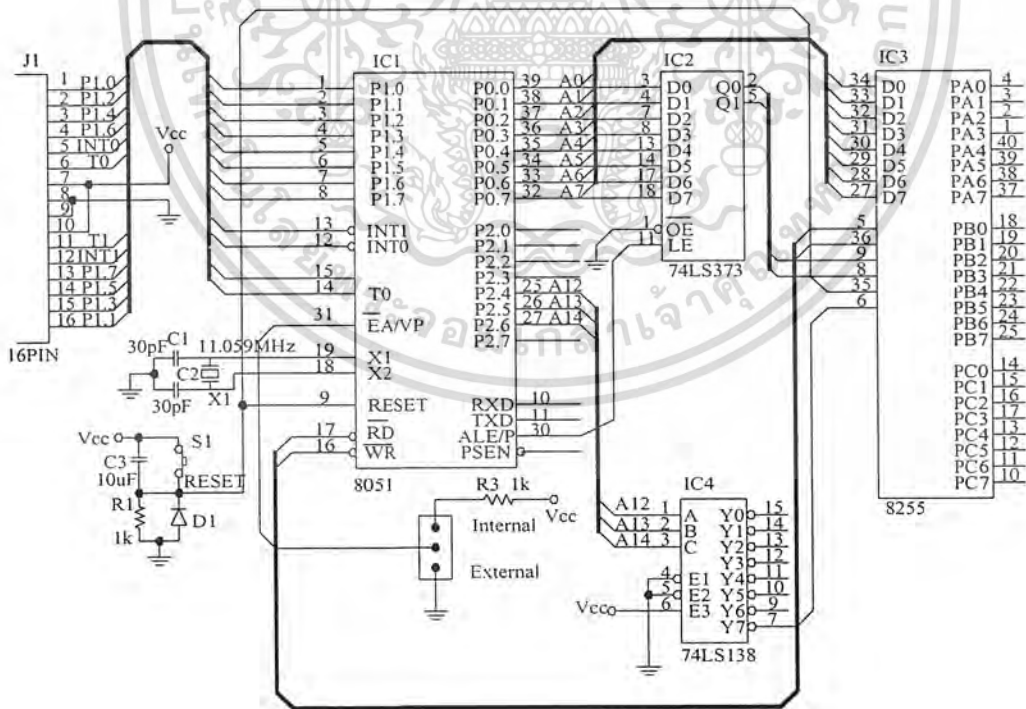 J1
1 P1.0
2 P1.2
3 P1.4
4 P1.6
5 INT0
6 T0
7
8
9
10
11 T1
12 INT1
13 P1.7
14 P1.5
15 P1.3
16 P1.1
16PIN
Vcc
IC1
1 P1.0
2 P1.1
3 P1.2
4 P1.3
5 P1.4
6 P1.5
7 P1.6
8 P1.7
13 INT1
12 INT0
15
14 T0
31 EA/VP
19 X1
18 X2
9 RESET
17 RD
16 WR
P0.0 39 A0
P0.1 38 A1
P0.2 37 A2
P0.3 36 A3
P0.4 35 A4
P0.5 34 A5
P0.6 33 A6
P0.7 32 A7
P2.0
P2.1
P2.2
P2.3
P2.4 25 A12
P2.5 26 A13
P2.6 27 A14
P2.7
RXD 10
TXD 11
ALE/P 30
PSEN
8051
30pF C1 11.059MHz
C2
30pF X1
Vcc
S1
C3
10uF
RESET
R1
D1
1k
R3 1k
Vcc
Internal
External
IC2
3 D0 Q0 2
4 D1 Q1 5
7 D2
8 D3
13 D4
14 D5
17 D6
18 D7
1 OE
11 LE
74LS373
IC4
A12 1 A Y0 15
A13 2 B Y1 14
A14 3 C Y2 13
Y3 12
4 E1 Y4 11
5 E2 Y5 10
Vcc 6 E3 Y6 9
Y7 7
74LS138
IC3
34 D0 PA0 4
33 D1 PA1 3
32 D2 PA2 2
31 D3 PA3 1
30 D4 PA4 40
29 D5 PA5 39
28 D6 PA6 38
27 D7 PA7 37
5 PB0 18
36 PB1 19
9 PB2 20
8 PB3 21
35 PB4 22
6 PB5 23
PB6 24
PB7 25
PC0 14
PC1 15
PC2 16
PC3 17
PC4 13
PC5 12
PC6 11
PC7 10
8255